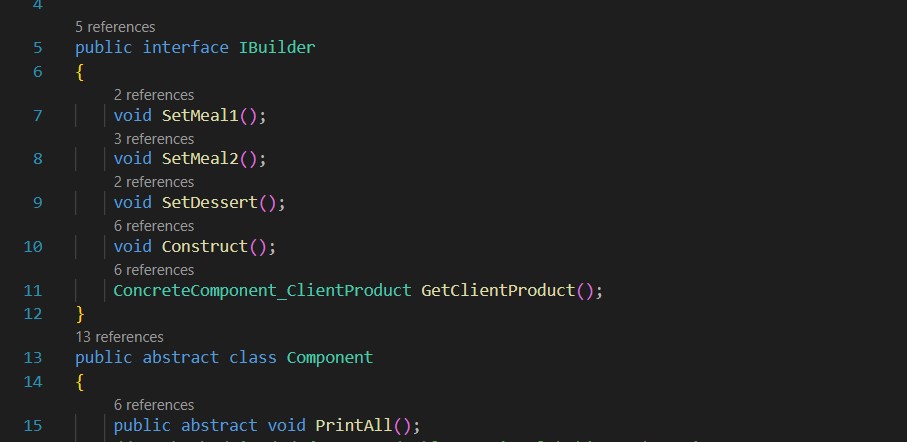 4
5 references
5 public interface IBuilder
6 {
2 references
7 void SetMeal1();
3 references
8 void SetMeal2();
2 references
9 void SetDessert();
6 references
10 void Construct();
6 references
11 ConcreteComponent_ClientProduct GetClientProduct();
12 }
13 references
13 public abstract class Component
14 {
6 references
15 public abstract void PrintAll();